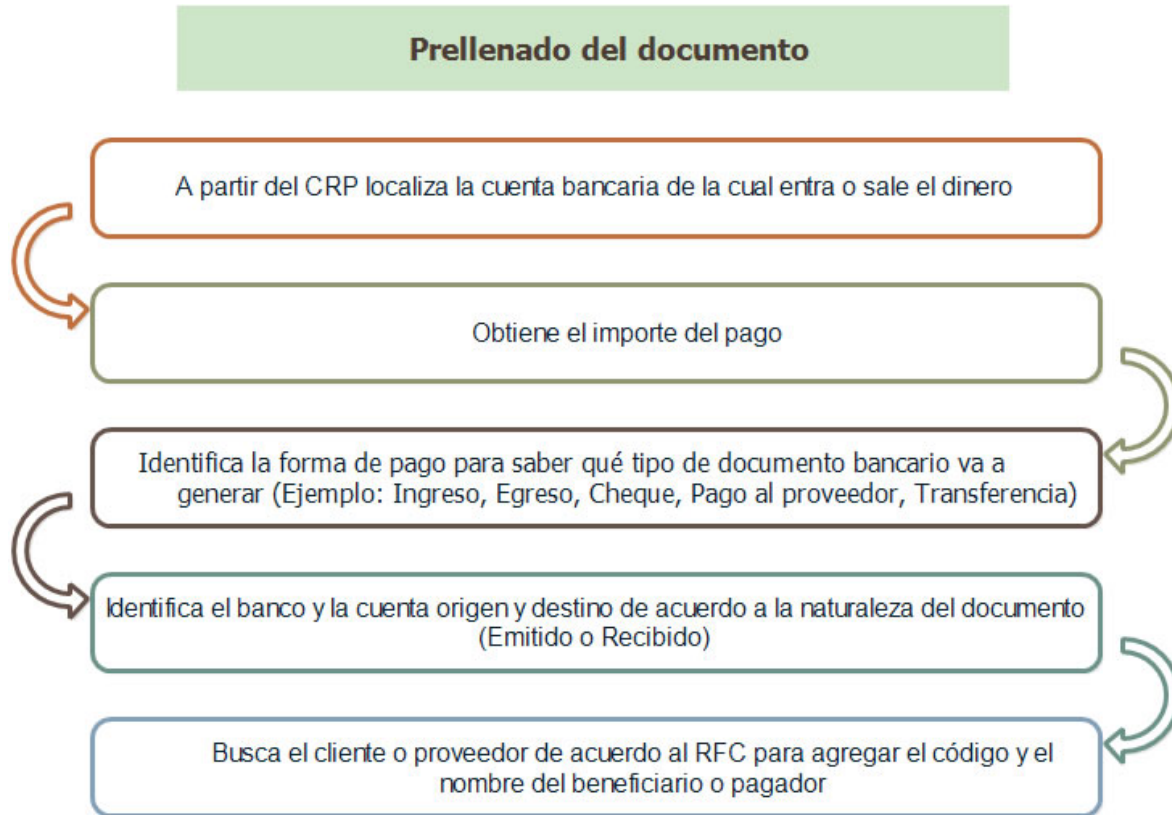 Prellenado del documento
A partir del CRP localiza la cuenta bancaria de la cual entra o sale el dinero
Obtiene el importe del pago
Identifica la forma de pago para saber qué tipo de documento bancario va a
generar (Ejemplo: Ingreso, Egreso, Cheque, Pago al proveedor, Transferencia)
Identifica el banco y la cuenta origen y destino de acuerdo a la naturaleza del documento
(Emitido o Recibido)
Busca el cliente o proveedor de acuerdo al RFC para agregar el código y el
nombre del beneficiario o pagador